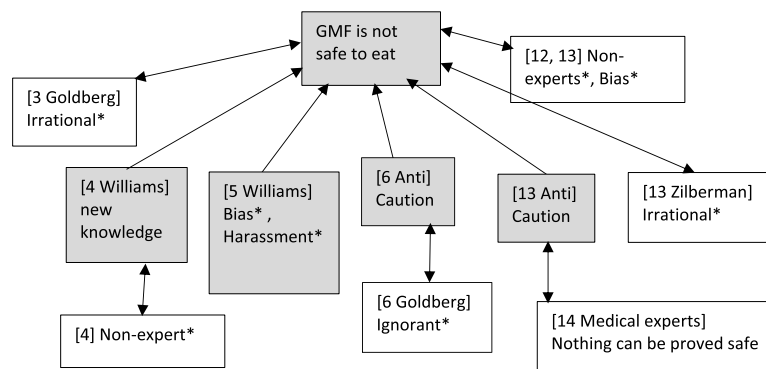 GMF is not
safe to eat
[12, 13] Non-
experts*, Bias*
[3 Goldberg]
Irrational*
[4 Williams]
new
knowledge
[5 Williams]
Bias* ,
Harassment*
[6 Anti]
Caution
[13 Anti]
Caution
[13 Zilberman]
Irrational*
[4] Non-expert*
[6 Goldberg]
Ignorant*
[14 Medical experts]
Nothing can be proved safe